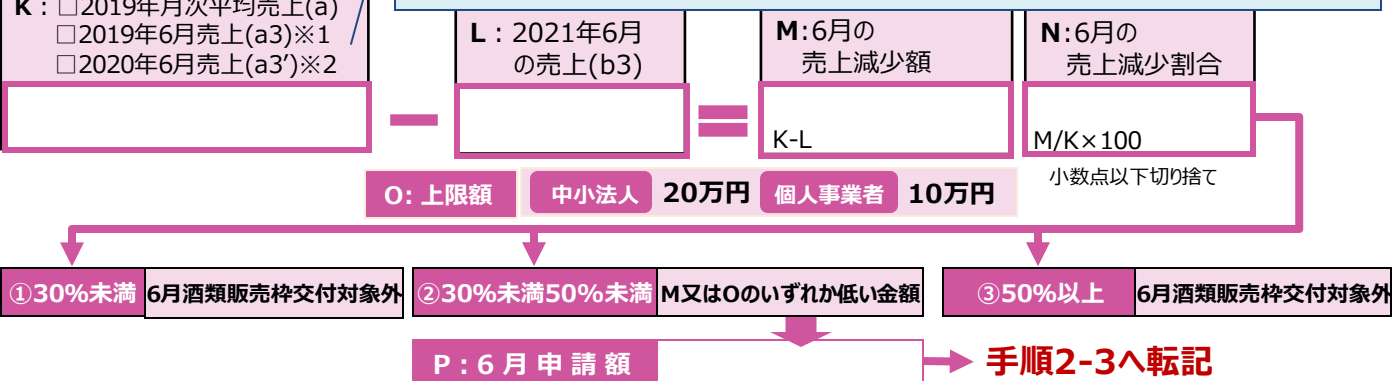 K：□2019年月次平均売上(a)
□2019年6月売上(a3)※1
□2020年6月売上(a3')※2
L：2021年6月
の売上(b3)
M:6月の
売上減少額
N:6月の
売上減少割合
K-L
M/K×100
小数点以下切り捨て
O: 上限額
中小法人
20万円
個人事業者
10万円
①30%未満
6月酒類販売枠交付対象外
②30%未満50%未満
M又はOのいずれか低い金額
③50%以上
6月酒類販売枠交付対象外
P：6月申請額
手順2-3へ転記